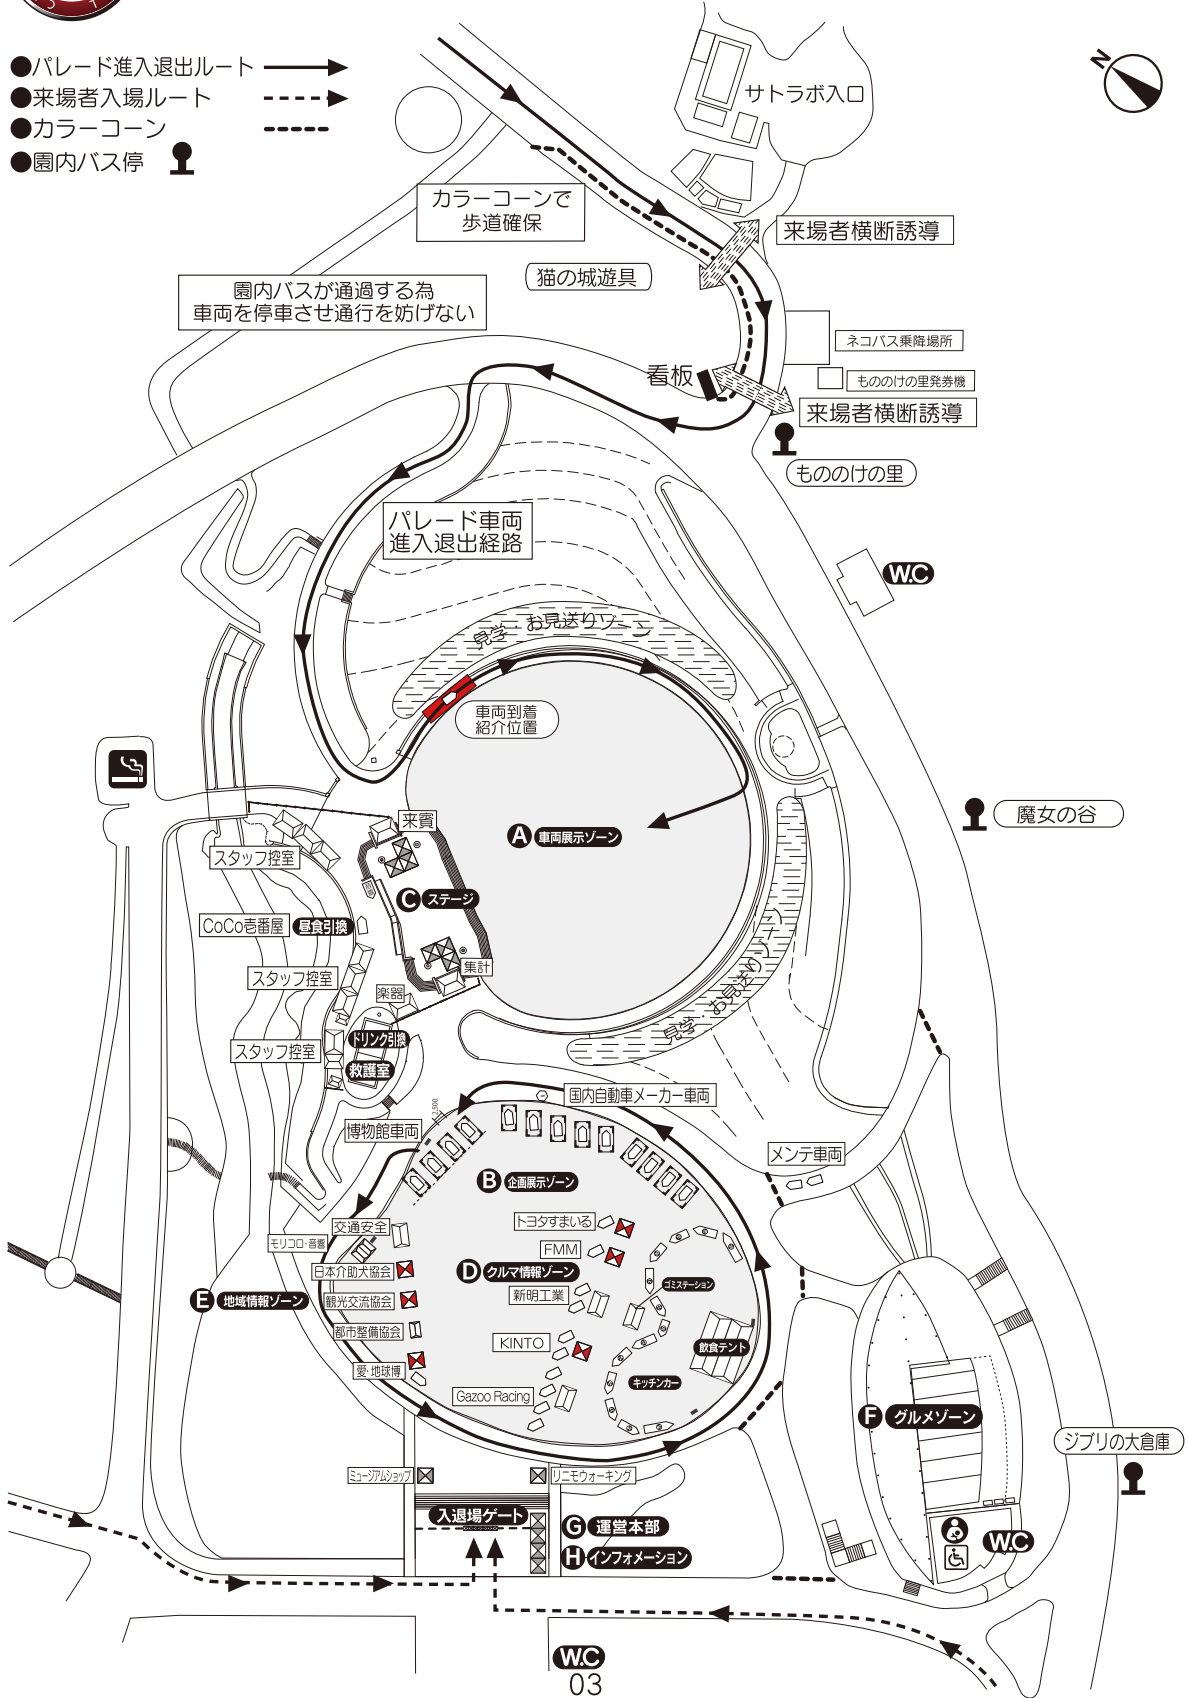 ●パレード進入退出ルート
●来場者入場ルート
●カラーコーン
●園内バス停
N
サトラボ入口
カラーコーンで
歩道確保
来場者横断誘導
猫の城遊具
園内バスが通過する為
車両を停車させ通行を妨げない
ネコバス乗降場所
看板
もののけの里発券機
来場者横断誘導
もののけの里
パレード車両
進入退出経路
W.C
見学・お見送りゾーン
車両到着
紹介位置
魔女の谷
来賓
A 車両展示ゾーン
スタッフ控室
C ステージ
CoCo壱番屋 昼食引換
集計
スタッフ控室
楽器
見学・お見送りゾーン
ドリンク引換
スタッフ控室
救護室
国内自動車メーカー車両
2,500
博物館車両
メンテ車両
B 企画展示ゾーン
交通安全
トヨタすまいる
モリコロ・音響
FMM
日本介助犬協会
D クルマ情報ゾーン
ゴミステーション
新明工業
E 地域情報ゾーン
観光交流協会
都市整備協会
KINTO
飲食テント
愛・地球博
キッチンカー
Gazoo Racing
F グルメゾーン
ジブリの大倉庫
ミュージアムショップ
リニモウォーキング
入退場ゲート
G 運営本部
W.C
H インフォメーション
W.C
03